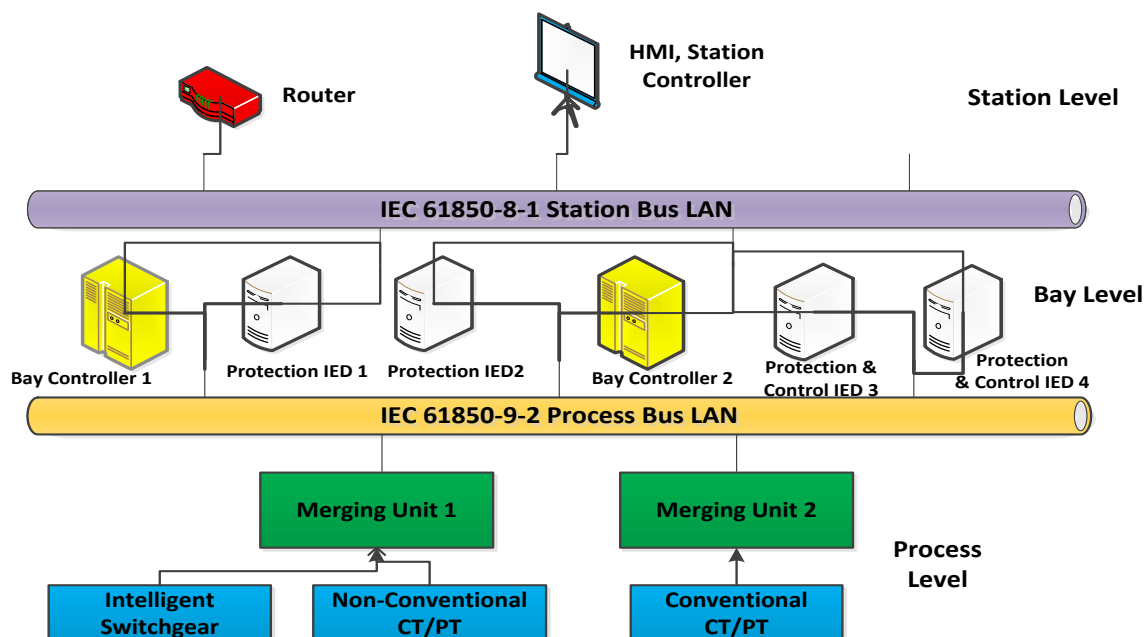 HMI, Station
Controller
Router
Station Level
IEC 61850-8-1 Station Bus LAN
Bay Level
Bay Controller 1
Protection IED 1
Protection IED2
Bay Controller 2
Protection &
Control IED 3
Protection
& Control IED 4
IEC 61850-9-2 Process Bus LAN
Merging Unit 1
Merging Unit 2
Process
Level
Intelligent
Switchgear
Non-Conventional
CT/PT
Conventional
CT/PT